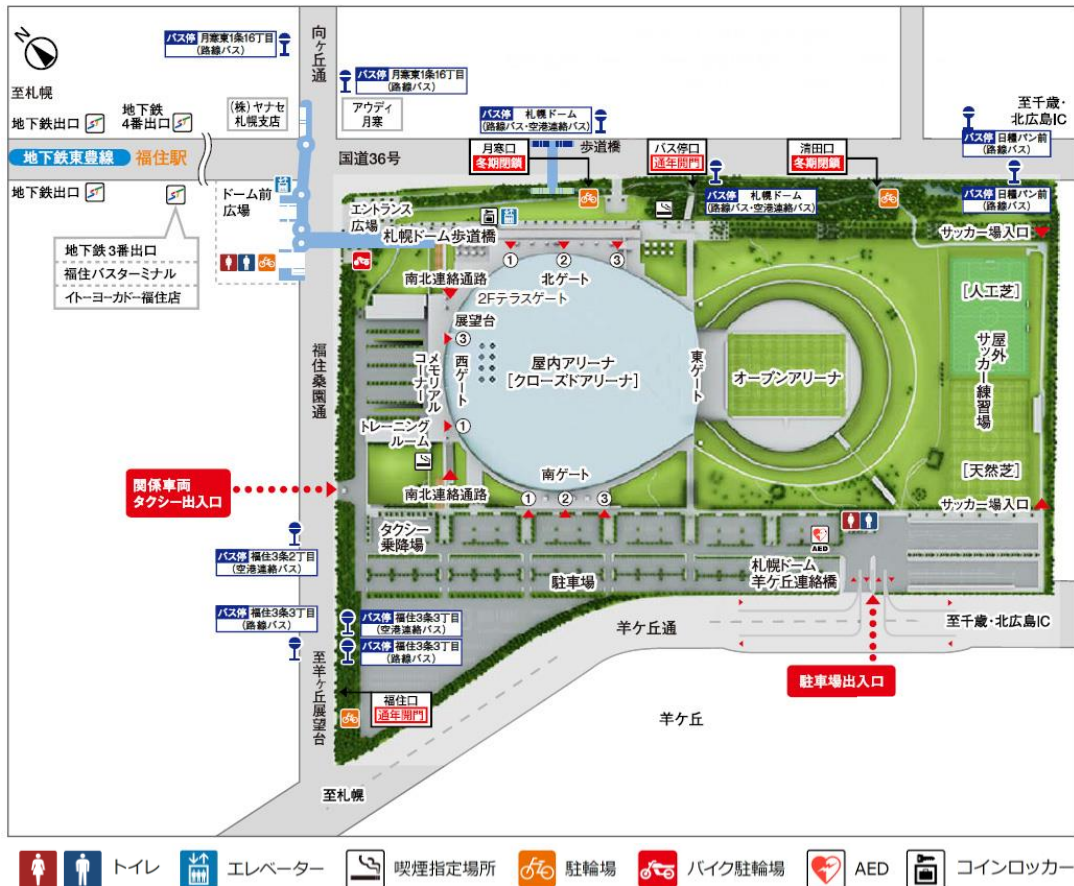 N
バス停 月寒東1条16丁目
(路線バス)
向ヶ丘通
バス停 月寒東1条16丁目
(路線バス)
至札幌
地下鉄出口
地下鉄
4番出口
(株)ヤナセ
札幌支店
アウディ
月寒
バス停 札幌ドーム
(路線バス・空港連絡バス)
至千歳・
北広島IC
バス停 日糧パン前
(路線バス)
地下鉄東豊線 福住駅
国道36号
歩道橋
月寒口
冬期閉鎖
バス停口
通年開門
清田口
冬期閉鎖
地下鉄出口
ドーム前
広場
バス停 札幌ドーム
(路線バス・空港連絡バス)
バス停 日糧パン前
(路線バス)
エントランス
広場
札幌ドーム歩道橋
サッカー場入口
地下鉄3番出口
福住バスターミナル
イトーヨーカドー福住店
① ② ③
北ゲート
南北連絡通路
2Fテラスゲート
展望台
③
西ゲート
メモリアル
コーナー
①
トレーニング
ルーム
屋内アリーナ
[クローズドアリーナ]
東ゲート
オープンアリーナ
[人工芝]
屋外
サッカー練習場
[天然芝]
福住桑園通
関係車両
タクシー出入口
南北連絡通路
南ゲート
① ② ③
サッカー場入口
タクシー
乗降場
AED
バス停 福住3条2丁目
(空港連絡バス)
駐車場
札幌ドーム
羊ケ丘連絡橋
バス停 福住3条3丁目
(路線バス)
バス停 福住3条3丁目
(空港連絡バス)
バス停 福住3条3丁目
(路線バス)
羊ケ丘通
至千歳・北広島IC
至羊ヶ丘展望台
福住口
通年開門
駐車場出入口
羊ケ丘
至札幌
トイレ
エレベーター
喫煙指定場所
駐輪場
バイク駐輪場
AED
コインロッカー